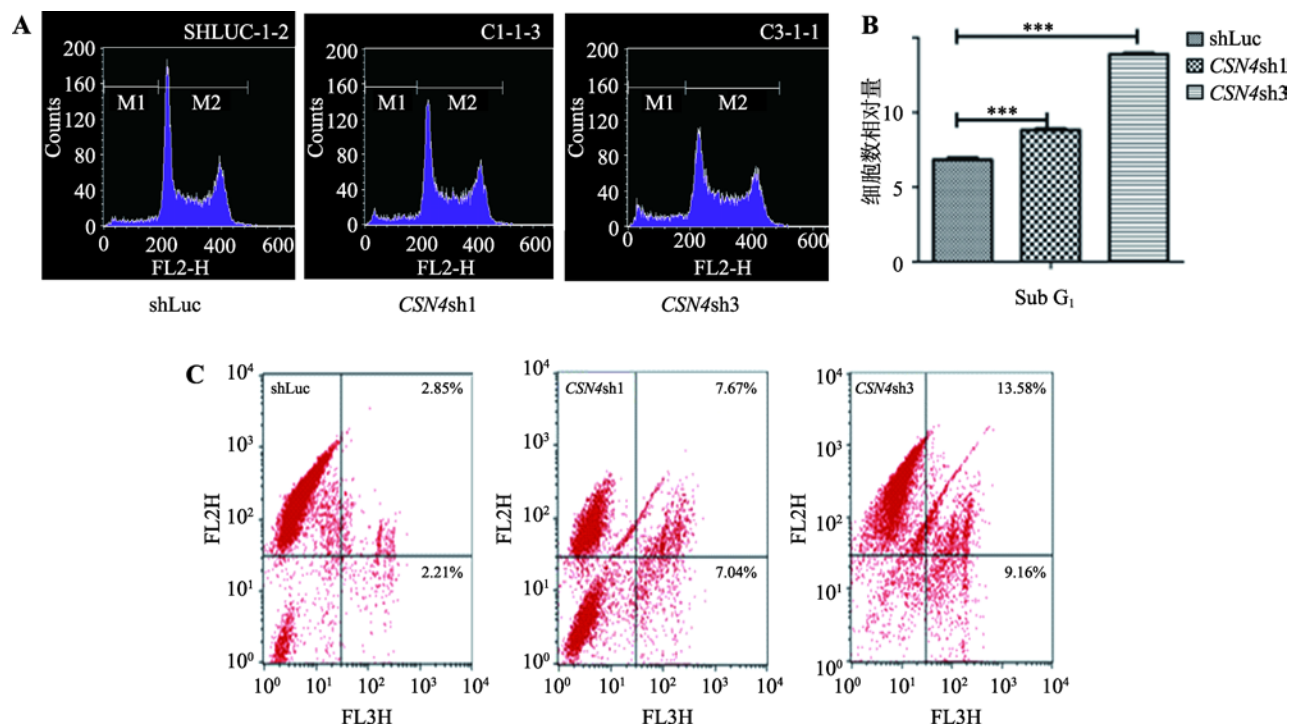 A
SHLUC-1-2
200
160
120
80
40
0
Counts
M1
M2
0
200
400
600
FL2-H
shLuc
C1-1-3
200
160
120
80
40
0
Counts
M1
M2
0
200
400
600
FL2-H
CSN4sh1
C3-1-1
200
160
120
80
40
0
Counts
M1
M2
0
200
400
600
FL2-H
CSN4sh3
B
细胞数相对量
10
5
0
***
***
Sub G₁
shLuc
CSN4sh1
CSN4sh3
C
shLuc
2.85%
2.21%
10⁴
10³
10²
10¹
10⁰
FL2H
10⁰
10¹
10²
10³
10⁴
FL3H
CSN4sh1
7.67%
7.04%
10⁴
10³
10²
10¹
10⁰
FL2H
10⁰
10¹
10²
10³
10⁴
FL3H
CSN4sh3
13.58%
9.16%
10⁴
10³
10²
10¹
10⁰
FL2H
10⁰
10¹
10²
10³
10⁴
FL3H